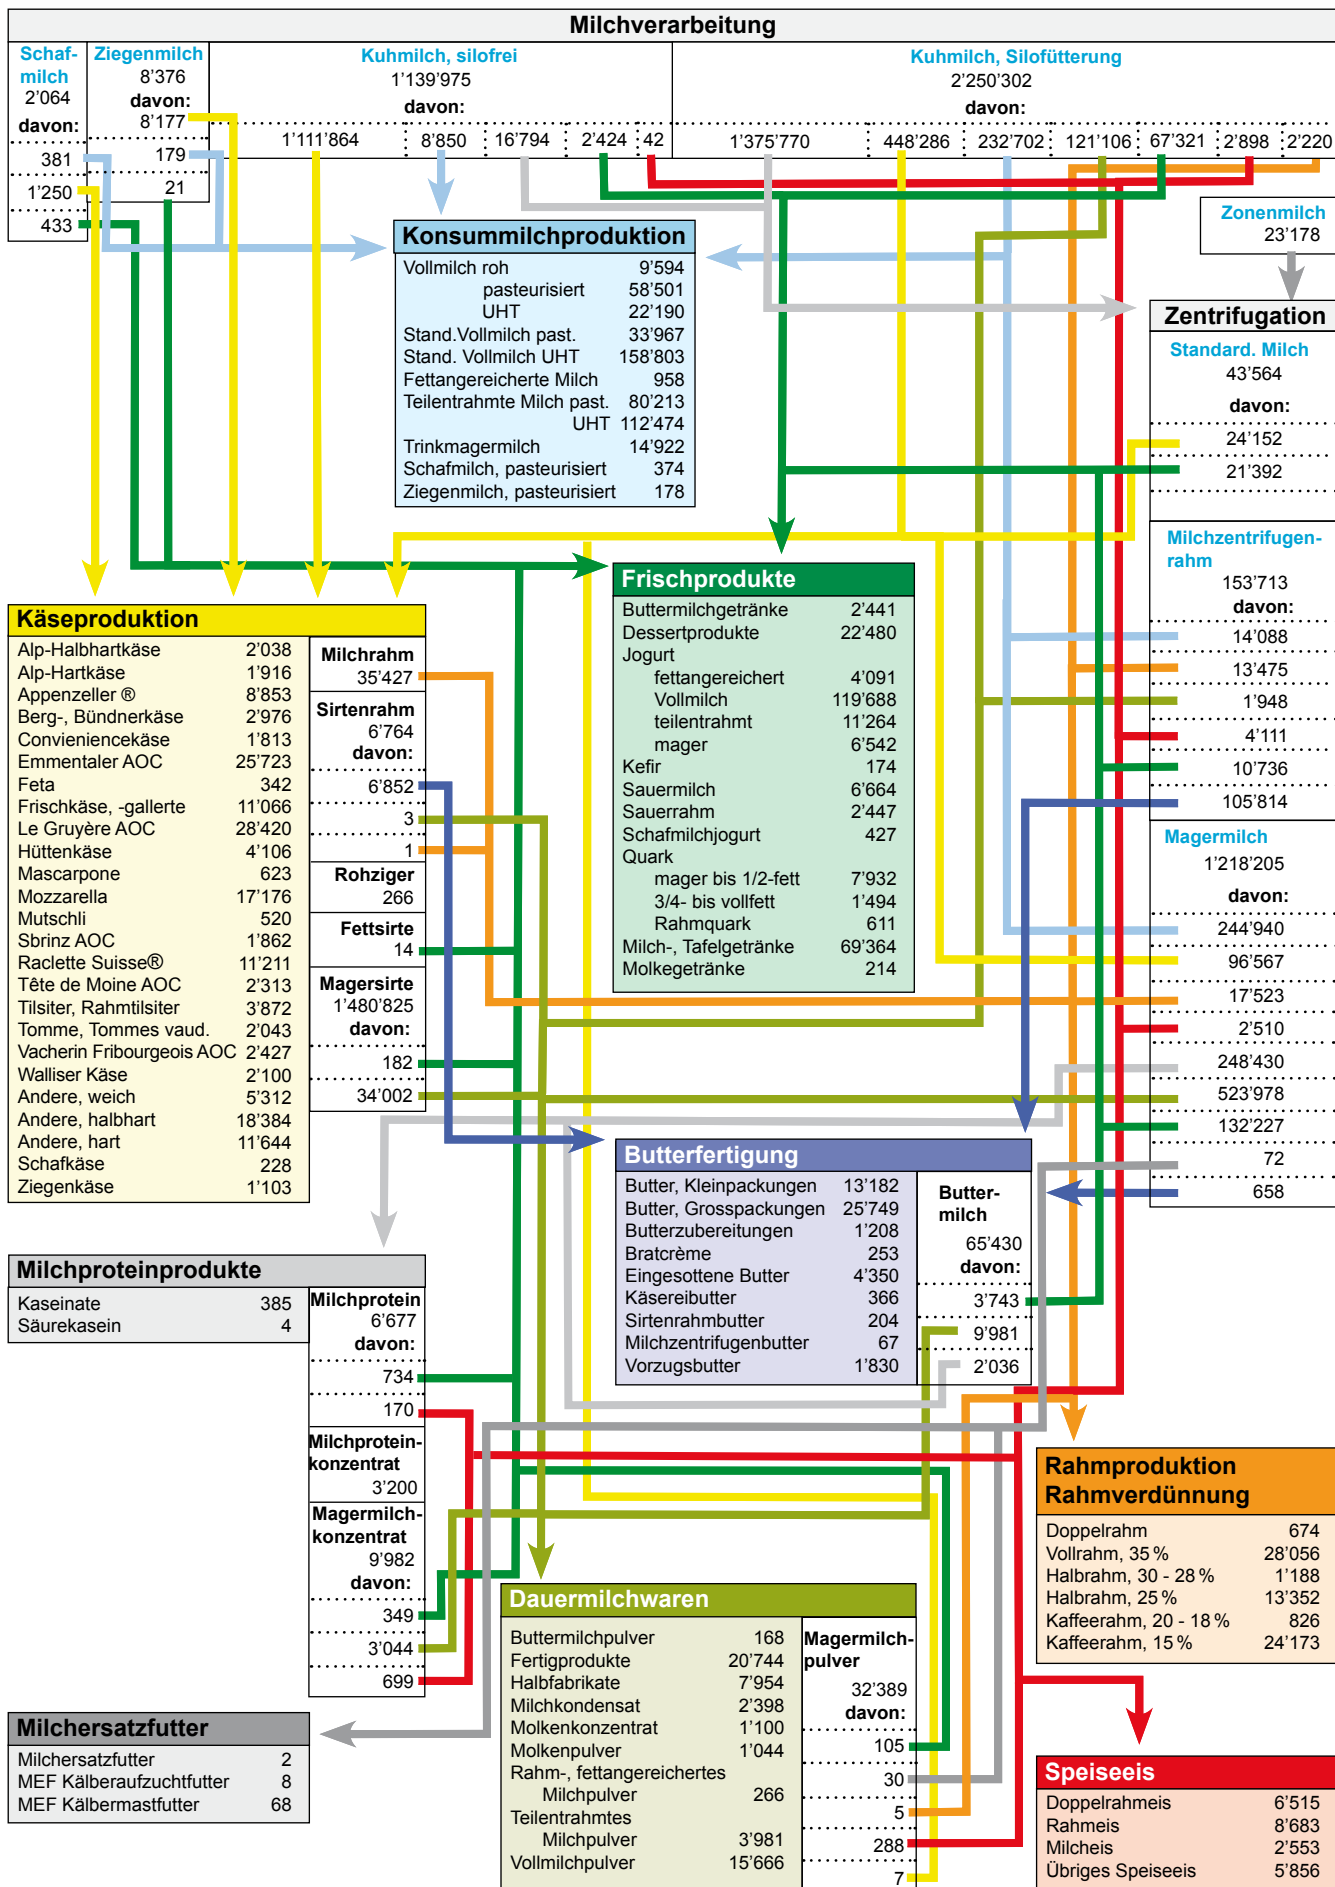 Milchverarbeitung
Schaf-
milch
2’064
davon:
381
1’250
433
Ziegenmilch
8’376
davon:
8’177
179
21
Kuhmilch, silofrei
1’139’975
davon:
1’111’864 8’850 16’794 2’424 42
Kuhmilch, Silofütterung
2’250’302
davon:
1’375’770 448’286 232’702 121’106 67’321 2’898 2’220
Zonenmilch
23’178
Konsummilchproduktion
Vollmilch roh 9’594
pasteurisiert 58’501
UHT 22’190
Stand.Vollmilch past. 33’967
Stand. Vollmilch UHT 158’803
Fettangereicherte Milch 958
Teilentrahmte Milch past. 80’213
UHT 112’474
Trinkmagermilch 14’922
Schafmilch, pasteurisiert 374
Ziegenmilch, pasteurisiert 178
Zentrifugation
Standard. Milch
43’564
davon:
24’152
21’392
Milchzentrifugen-
rahm
153’713
davon:
14’088
13’475
1’948
4’111
10’736
105’814
Magermilch
1’218’205
davon:
244’940
96’567
17’523
2’510
248’430
523’978
132’227
72
658
Käseproduktion
Alp-Halbhartkäse 2’038
Alp-Hartkäse 1’916
Appenzeller ® 8’853
Berg-, Bündnerkäse 2’976
Convieniencekäse 1’813
Emmentaler AOC 25’723
Feta 342
Frischkäse, -gallerte 11’066
Le Gruyère AOC 28’420
Hüttenkäse 4’106
Mascarpone 623
Mozzarella 17’176
Mutschli 520
Sbrinz AOC 1’862
Raclette Suisse® 11’211
Tête de Moine AOC 2’313
Tilsiter, Rahmtilsiter 3’872
Tomme, Tommes vaud. 2’043
Vacherin Fribourgeois AOC 2’427
Walliser Käse 2’100
Andere, weich 5’312
Andere, halbhart 18’384
Andere, hart 11’644
Schafkäse 228
Ziegenkäse 1’103
Milchrahm
35’427
Sirtenrahm
6’764
davon:
6’852
3
1
Rohziger
266
Fettsirte
14
Magersirte
1’480’825
davon:
182
34’002
Frischprodukte
Buttermilchgetränke 2’441
Dessertprodukte 22’480
Jogurt
fettangereichert 4’091
Vollmilch 119’688
teilentrahmt 11’264
mager 6’542
Kefir 174
Sauermilch 6’664
Sauerrahm 2’447
Schafmilchjogurt 427
Quark
mager bis 1/2-fett 7’932
3/4- bis vollfett 1’494
Rahmquark 611
Milch-, Tafelgetränke 69’364
Molkegetränke 214
Butterfertigung
Butter, Kleinpackungen 13’182
Butter, Grosspackungen 25’749
Butterzubereitungen 1’208
Bratcrème 253
Eingesottene Butter 4’350
Käsereibutter 366
Sirtenrahmbutter 204
Milchzentrifugenbutter 67
Vorzugsbutter 1’830
Butter-
milch
65’430
davon:
3’743
9’981
2’036
Milchproteinprodukte
Kaseinate 385
Säurekasein 4
Milchprotein
6’677
davon:
734
170
Milchprotein-
konzentrat
3’200
Magermilch-
konzentrat
9’982
davon:
349
3’044
699
Rahmproduktion
Rahmverdünnung
Doppelrahm 674
Vollrahm, 35 % 28’056
Halbrahm, 30 - 28 % 1’188
Halbrahm, 25 % 13’352
Kaffeerahm, 20 - 18 % 826
Kaffeerahm, 15 % 24’173
Dauermilchwaren
Buttermilchpulver 168
Fertigprodukte 20’744
Halbfabrikate 7’954
Milchkondensat 2’398
Molkenkonzentrat 1’100
Molkenpulver 1’044
Rahm-, fettangereichertes
Milchpulver 266
Teilentrahmtes
Milchpulver 3’981
Vollmilchpulver 15’666
Magermilch-
pulver
32’389
davon:
105
30
5
288
7
Milchersatzfutter
Milchersatzfutter 2
MEF Kälberaufzuchtfutter 8
MEF Kälbermastfutter 68
Speiseeis
Doppelrahmeis 6’515
Rahmeis 8’683
Milcheis 2’553
Übriges Speiseeis 5’856